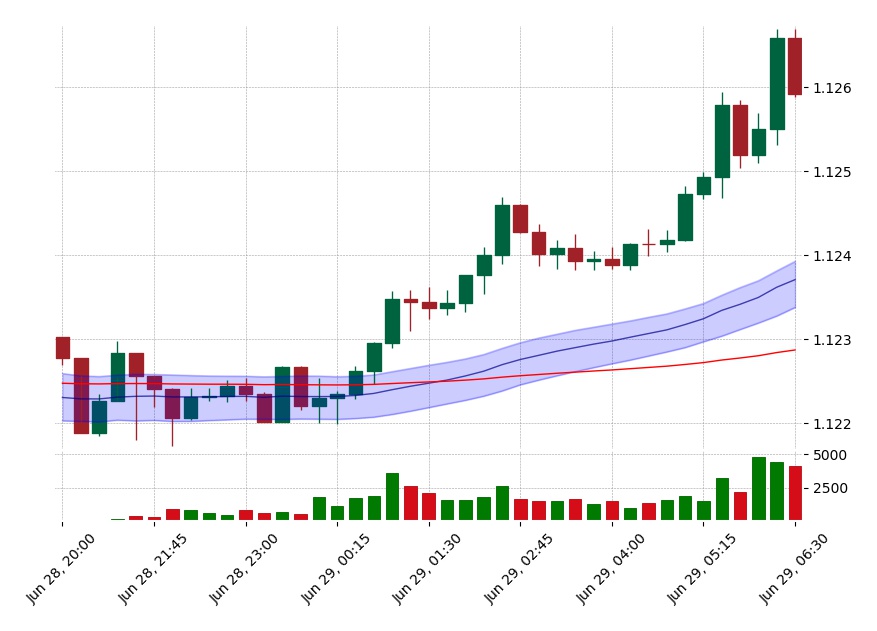 1.126
1.125
1.124
1.123
1.122
5000
2500
Jun 28, 20:00
Jun 28, 21:45
Jun 28, 23:00
Jun 29, 00:15
Jun 29, 01:30
Jun 29, 02:45
Jun 29, 04:00
Jun 29, 05:15
Jun 29, 06:30